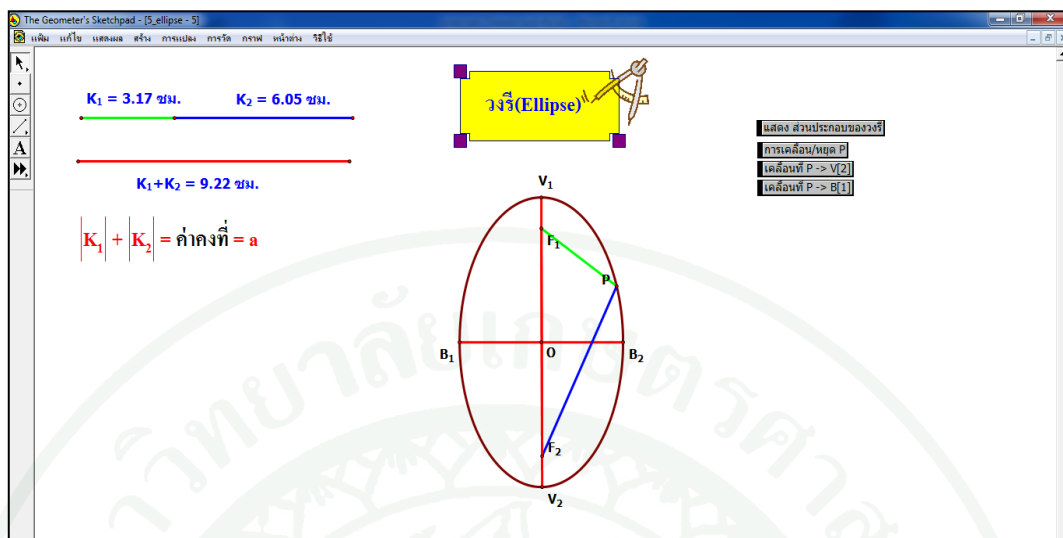 The Geometer's Sketchpad - [5_ellipse - 5]
แฟ้ม แก้ไข แสดงผล สร้าง การแปลง การวัด กราฟ หน้าต่าง วิธีใช้
K1 = 3.17 ซม. K2 = 6.05 ซม.
K1+K2 = 9.22 ซม.
|K1| + |K2| = ค่าคงที่ = a
วงรี(Ellipse)
แสดง ส่วนประกอบของวงรี
การเคลื่อน/หยุด P
เคลื่อนที่ P -> V[2]
เคลื่อนที่ P -> B[1]
V1
F1
P
B1 O B2
F2
V2
A